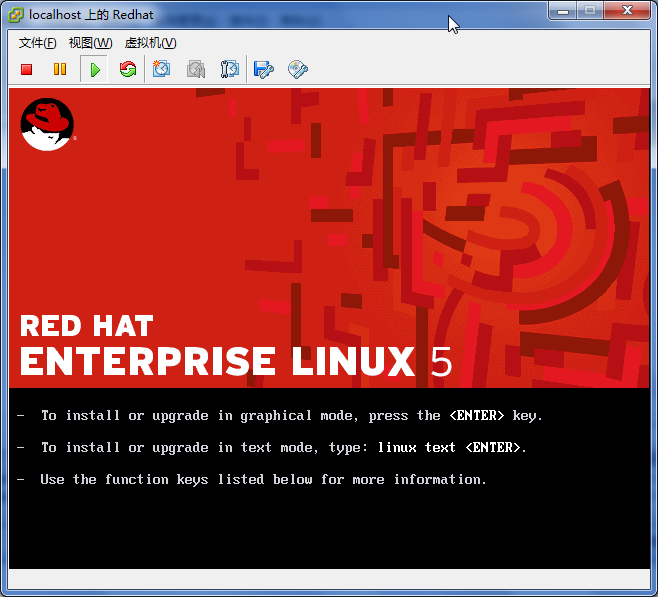 localhost 上的 Redhat
文件(F) 视图(W) 虚拟机(V)
RED HAT
ENTERPRISE LINUX 5
- To install or upgrade in graphical mode, press the <ENTER> key.
- To install or upgrade in text mode, type: linux text <ENTER>.
- Use the function keys listed below for more information.